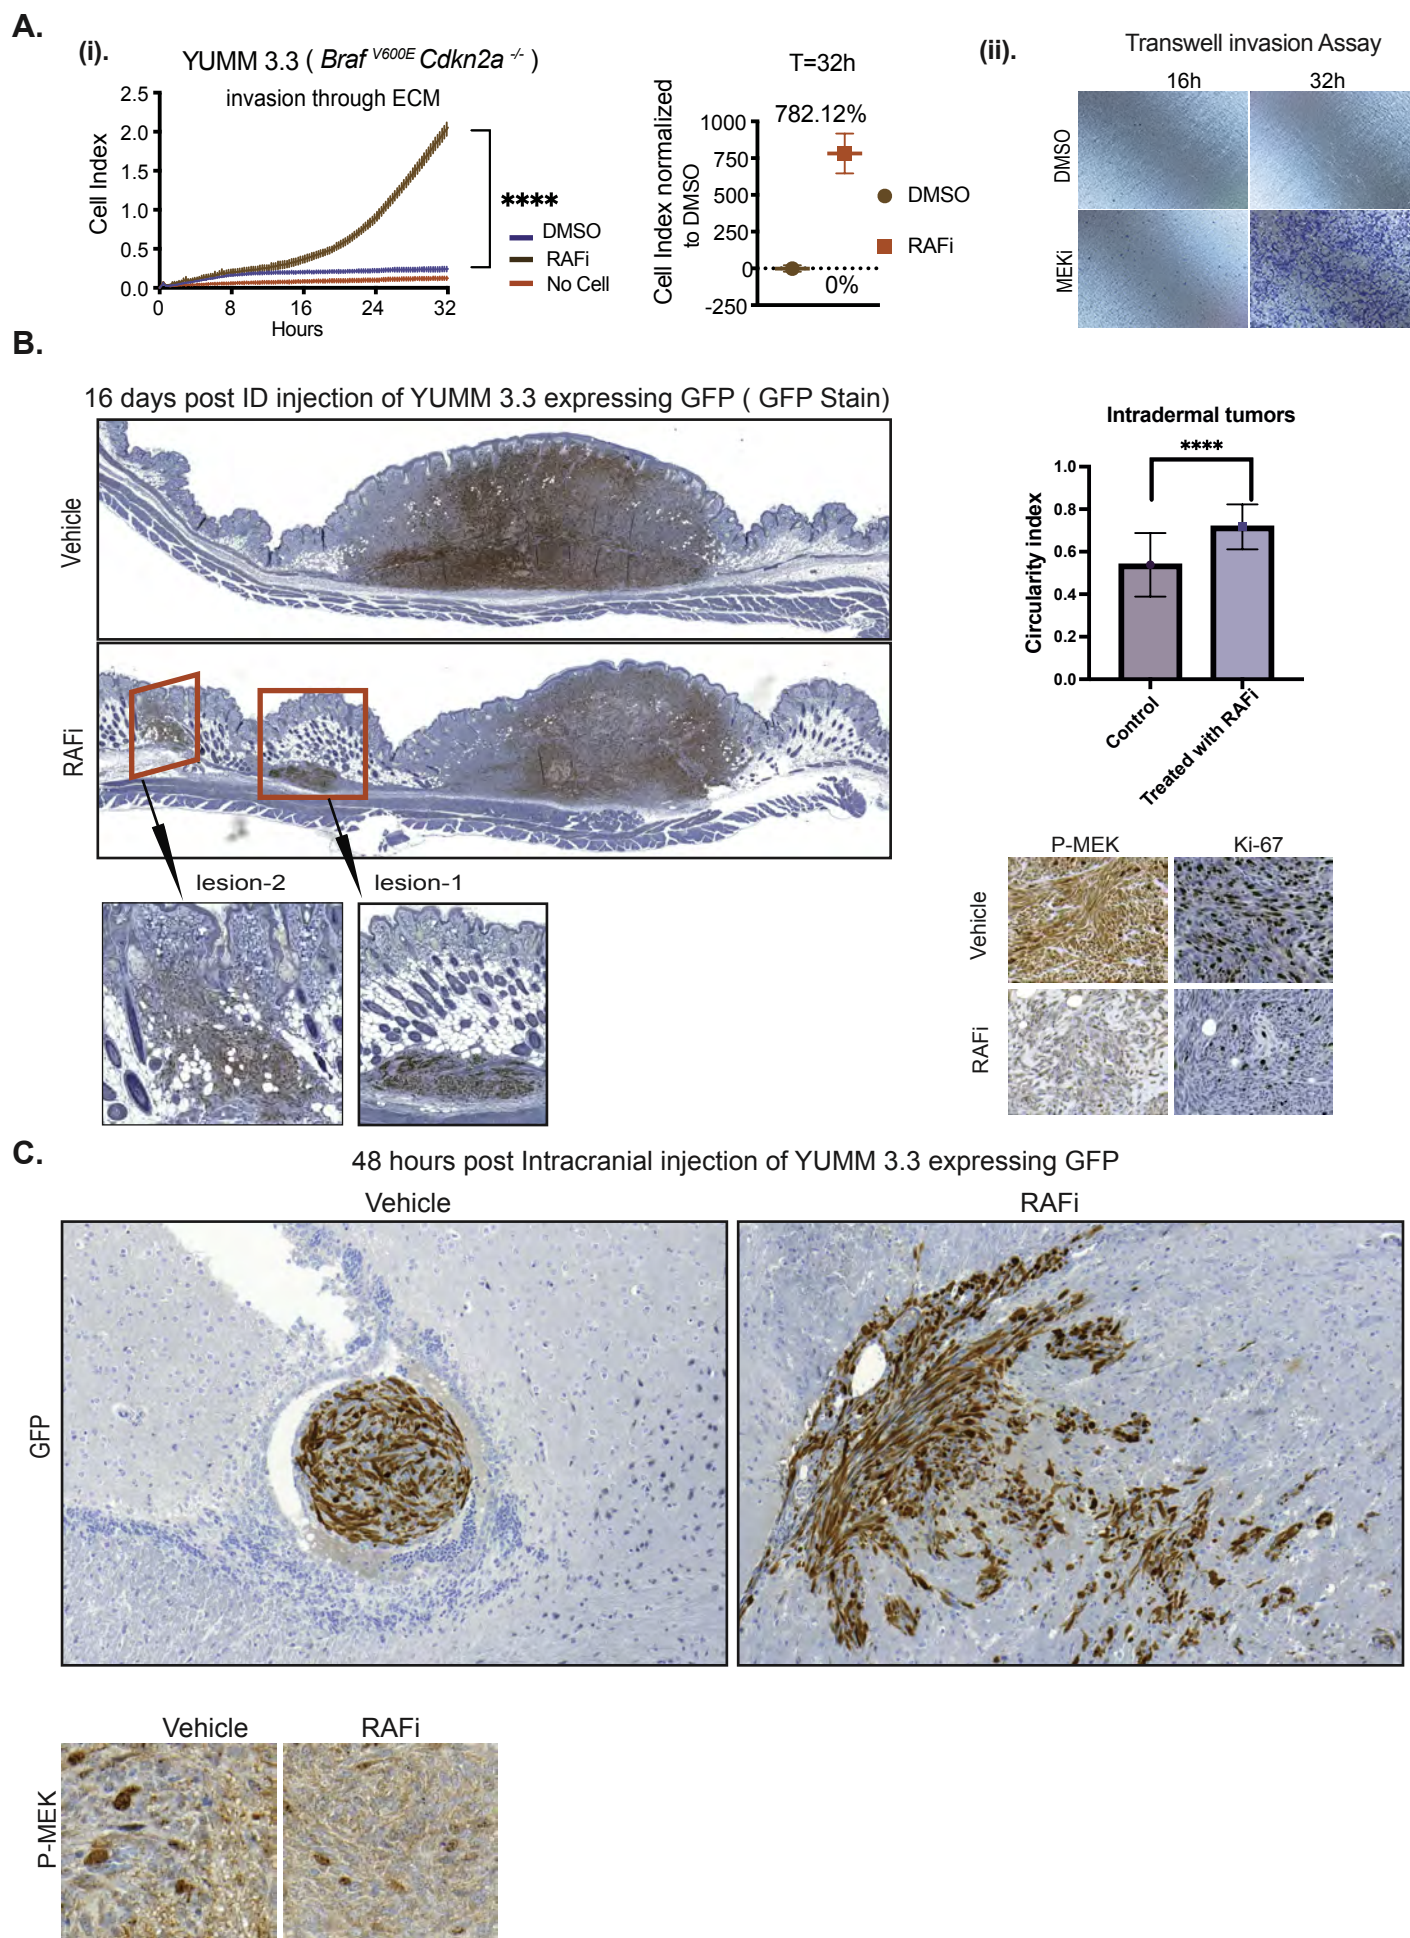 A.
(i).
YUMM 3.3 ( Braf V600E Cdkn2a -/- )
invasion through ECM
Cell Index
2.5
2.0
1.5
1.0
0.5
0.0
0
8
16
24
32
Hours
****
DMSO
RAFi
No Cell
T=32h
782.12%
Cell Index normalized
to DMSO
1000
750
500
250
0
-250
0%
DMSO
RAFi
(ii).
Transwell invasion Assay
16h
32h
DMSO
MEKi
B.
16 days post ID injection of YUMM 3.3 expressing GFP ( GFP Stain)
Vehicle
RAFi
lesion-2
lesion-1
Intradermal tumors
****
Circularity index
1.0
0.8
0.6
0.4
0.2
0.0
Control
Treated with RAFi
P-MEK
Ki-67
Vehicle
RAFi
C.
48 hours post Intracranial injection of YUMM 3.3 expressing GFP
Vehicle
RAFi
GFP
Vehicle
RAFi
P-MEK